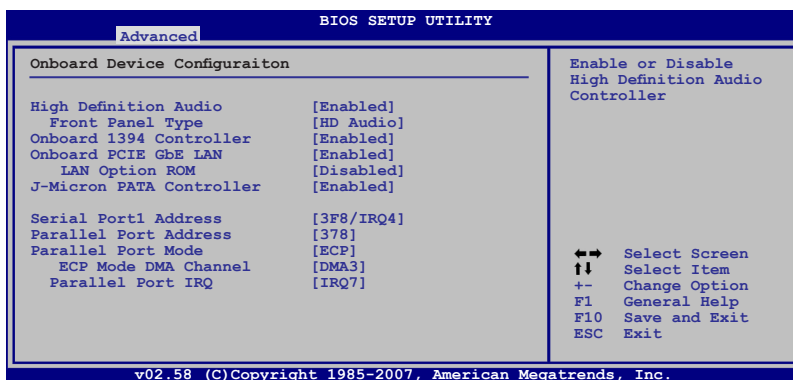 BIOS SETUP UTILITY
Advanced
Onboard Device Configuraiton
High Definition Audio [Enabled]
Front Panel Type [HD Audio]
Onboard 1394 Controller [Enabled]
Onboard PCIE GbE LAN [Enabled]
LAN Option ROM [Disabled]
J-Micron PATA Controller [Enabled]
Serial Port1 Address [3F8/IRQ4]
Parallel Port Address [378]
Parallel Port Mode [ECP]
ECP Mode DMA Channel [DMA3]
Parallel Port IRQ [IRQ7]
Enable or Disable
High Definition Audio
Controller
←→ Select Screen
↑↓ Select Item
+- Change Option
F1 General Help
F10 Save and Exit
ESC Exit
v02.58 (C)Copyright 1985-2007, American Megatrends, Inc.